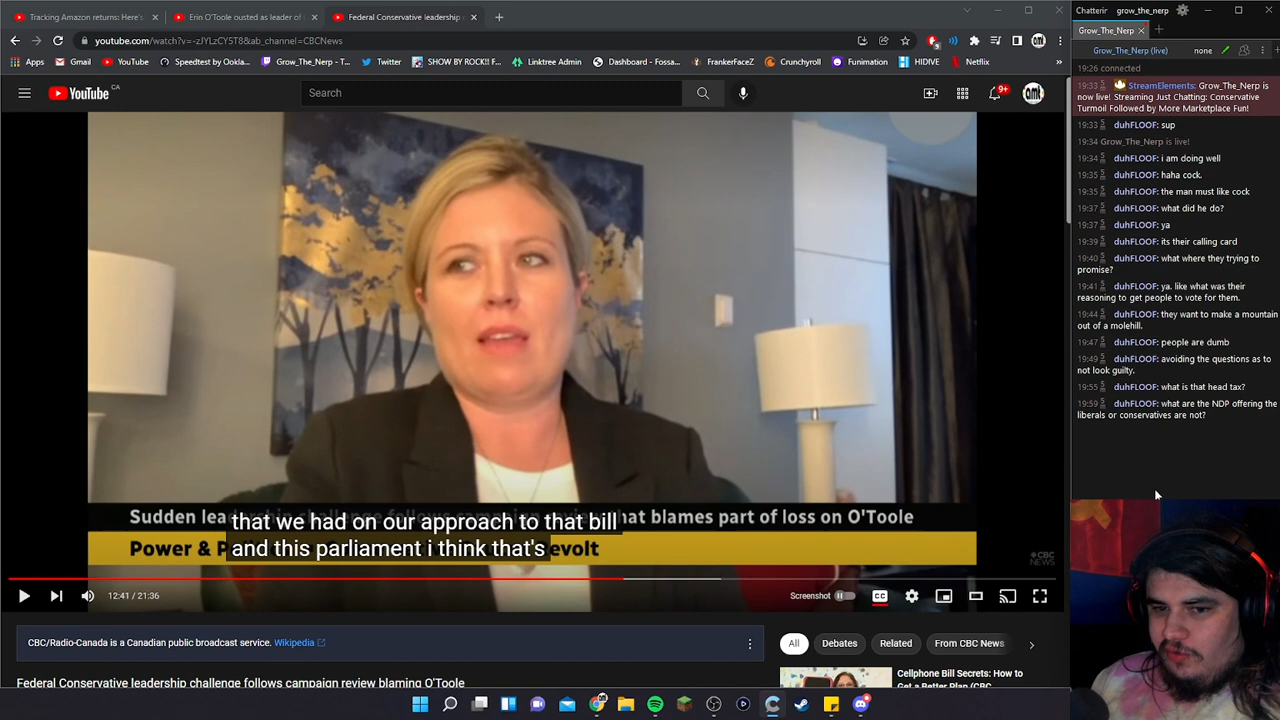 Tracking Amazon returns: Here's
Erin O'Toole ousted as leader of
Federal Conservative leadership
youtube.com/watch?v=-zJYLzCY5T8&ab_channel=CBCNews
Apps
Gmail
YouTube
Speedtest by Ookla...
Grow_The_Nerp - T...
Twitter
SHOW BY ROCK!! F...
Linktree Admin
Dashboard - Fossa...
FrankerFaceZ
Crunchyroll
Funimation
HIDIVE
Netflix
YouTube CA
Search
9+
amt
Sudden lea
hat blames part of loss on O'Toole
Power & P
evolt
that we had on our approach to that bill
and this parliament i think that's
CBC NEWS
12:41 / 21:36
Screenshot
CC
CBC/Radio-Canada is a Canadian public broadcast service. Wikipedia
Federal Conservative leadership challenge follows campaign review blaming O'Toole
All
Debates
Related
From CBC News
Cellphone Bill Secrets: How to
Get a Better Plan (CBC
Chatterir
grow_the_nerp
Grow_The_Nerp
Grow_The_Nerp (live)
none
19:26 connected
19:33 StreamElements: Grow_The_Nerp is
now live! Streaming Just Chatting: Conservative
Turmoil Followed by More Marketplace Fun!
19:33 duhFLOOF: sup
19:34 Grow_The_Nerp is live!
19:34 duhFLOOF: i am doing well
19:35 duhFLOOF: haha cock.
19:35 duhFLOOF: the man must like cock
19:37 duhFLOOF: what did he do?
19:37 duhFLOOF: ya
19:39 duhFLOOF: its their calling card
19:40 duhFLOOF: what where they trying to
promise?
19:41 duhFLOOF: ya. like what was their
reasoning to get people to vote for them.
19:44 duhFLOOF: they want to make a mountain
out of a molehill.
19:47 duhFLOOF: people are dumb
19:49 duhFLOOF: avoiding the questions as to
not look guilty.
19:55 duhFLOOF: what is that head tax?
19:59 duhFLOOF: what are the NDP offering the
liberals or conservatives are not?